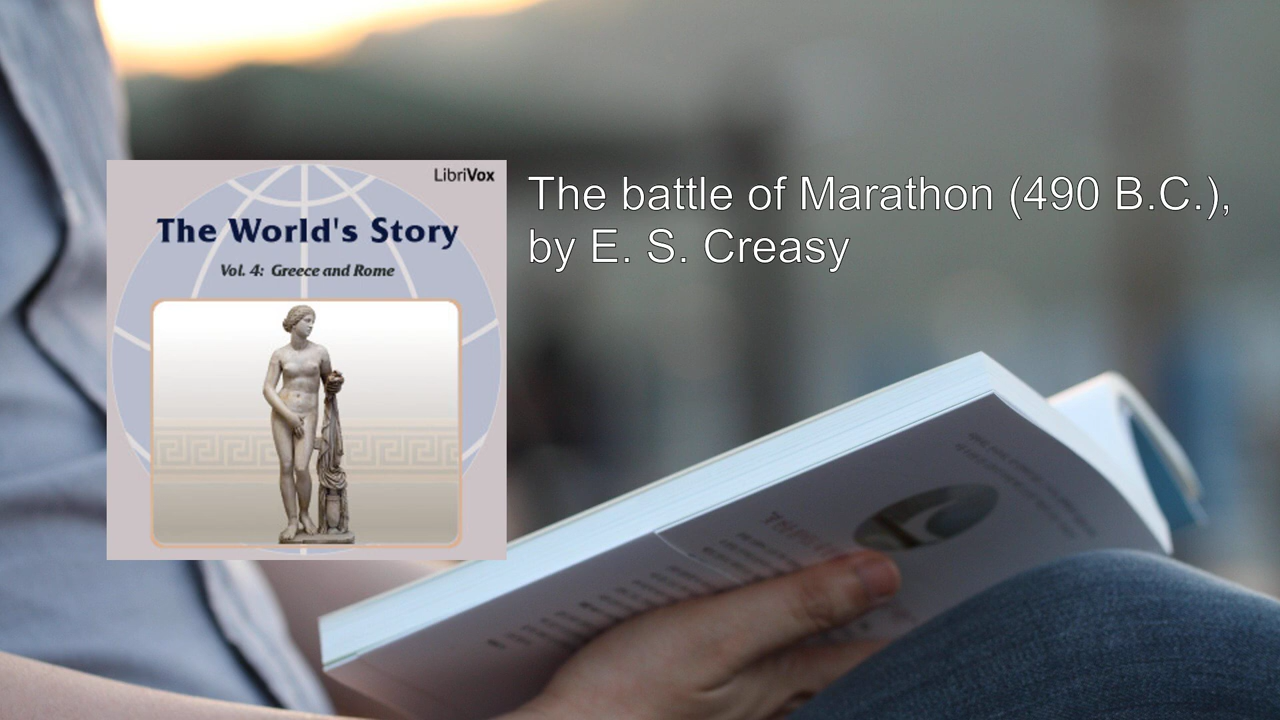 LibriVox
The World's Story
Vol. 4: Greece and Rome
The battle of Marathon (490 B.C.),
by E. S. Creasy